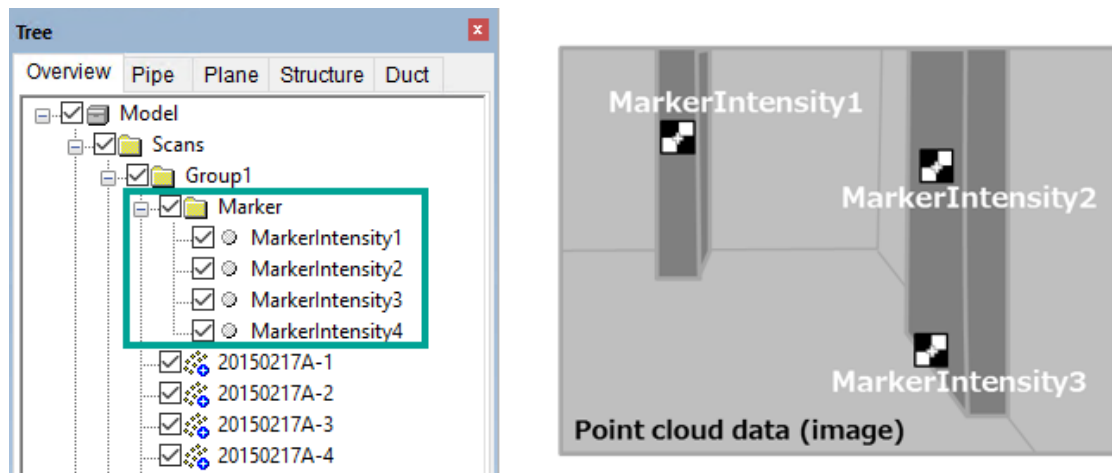 Tree
x
Overview Pipe Plane Structure Duct
Model
Scans
Group1
Marker
MarkerIntensity1
MarkerIntensity2
MarkerIntensity3
MarkerIntensity4
20150217A-1
20150217A-2
20150217A-3
20150217A-4
MarkerIntensity1
MarkerIntensity2
MarkerIntensity3
Point cloud data (image)